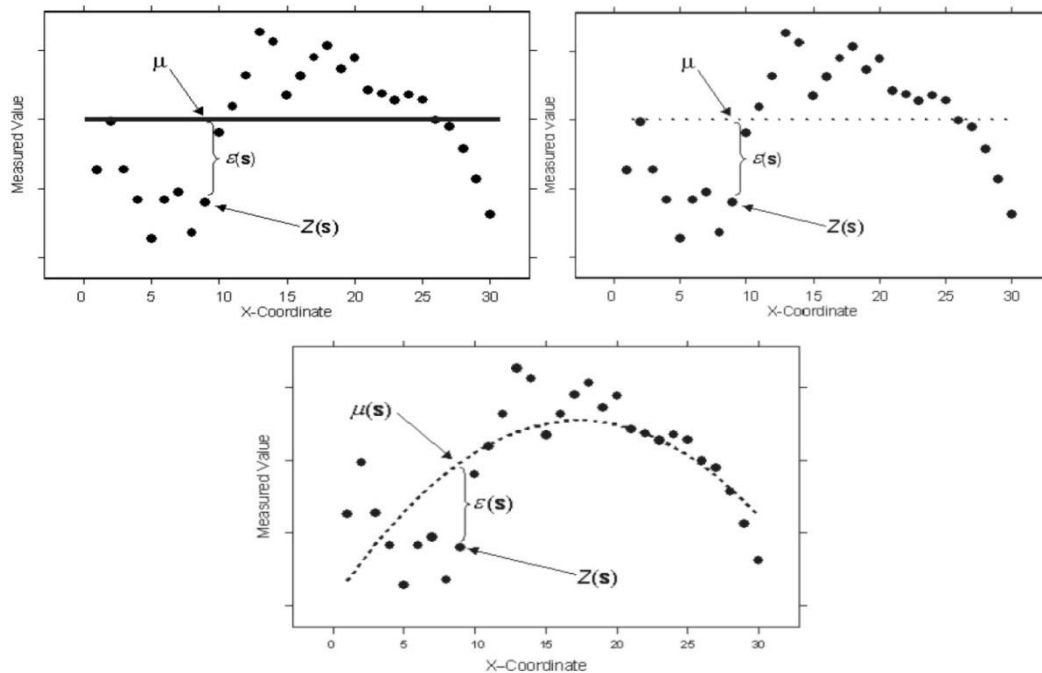 μ
ε(s)
Z(s)
Measured Value
0 5 10 15 20 25 30
X-Coordinate
μ
ε(s)
Z(s)
Measured Value
0 5 10 15 20 25 30
X-Coordinate
μ(s)
ε(s)
Z(s)
Measured Value
0 5 10 15 20 25 30
X-Coordinate